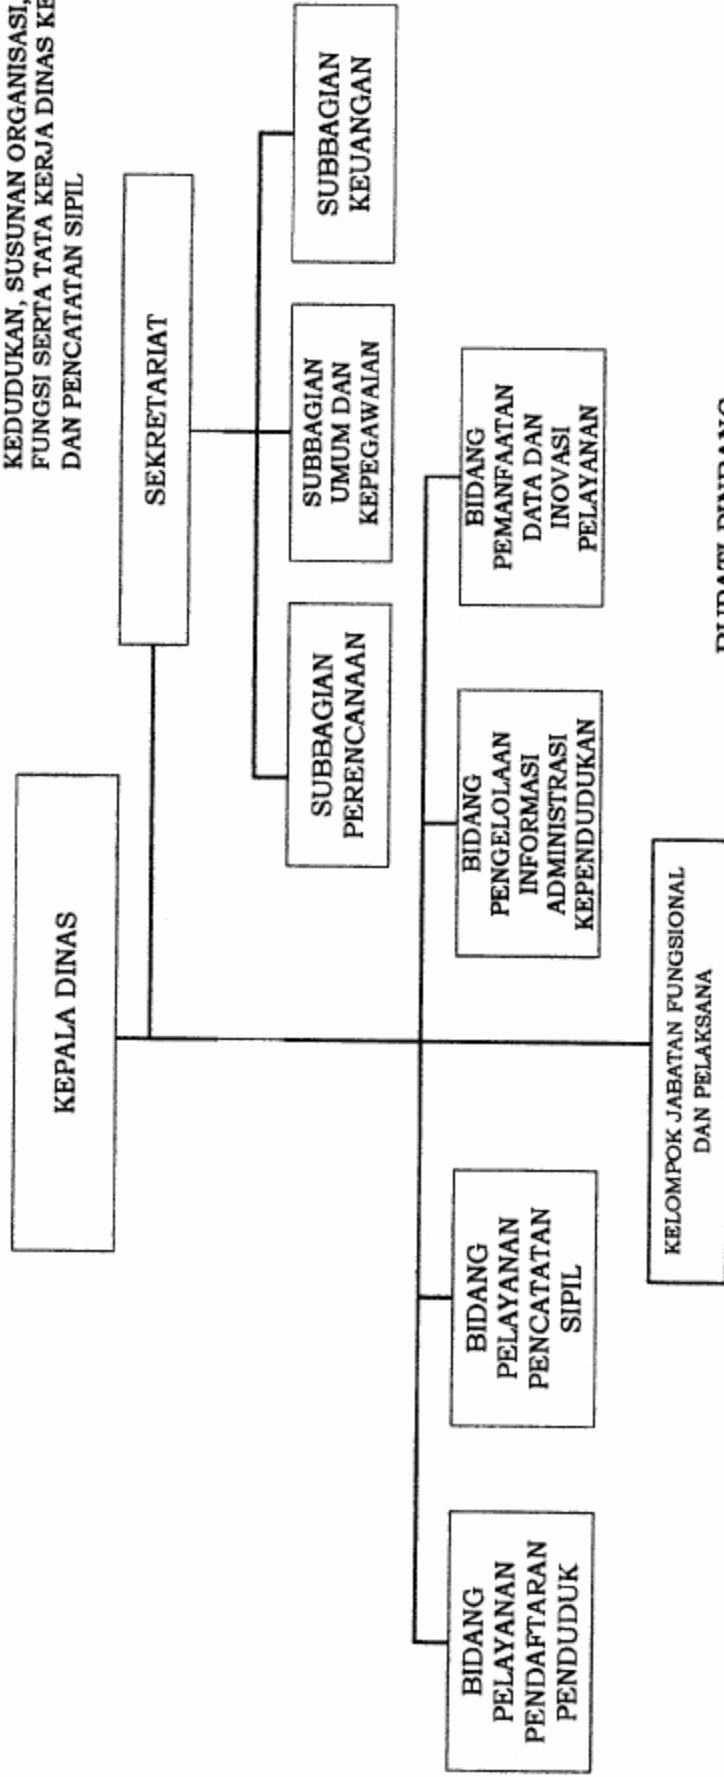 KEDUDUKAN, SUSUNAN ORGANISASI,
FUNGSI SERTA TATA KERJA DINAS
DAN PENCATATAN SIPIL
KEPALA DINAS
SEKRETARIAT
SUBBAGIAN
PERENCANAAN
SUBBAGIAN
UMUM DAN
KEPEGAWAIAN
SUBBAGIAN
KEUANGAN
BIDANG
PELAYANAN
PENDAFTARAN
PENDUDUK
BIDANG
PELAYANAN
PENCATATAN
SIPIL
BIDANG
PENGELOLAAN
INFORMASI
ADMINISTRASI
KEPENDUDUKAN
BIDANG
PEMANFAATAN
DATA DAN
INOVASI
PELAYANAN
KELOMPOK JABATAN FUNGSIONAL
DAN PELAKSANA